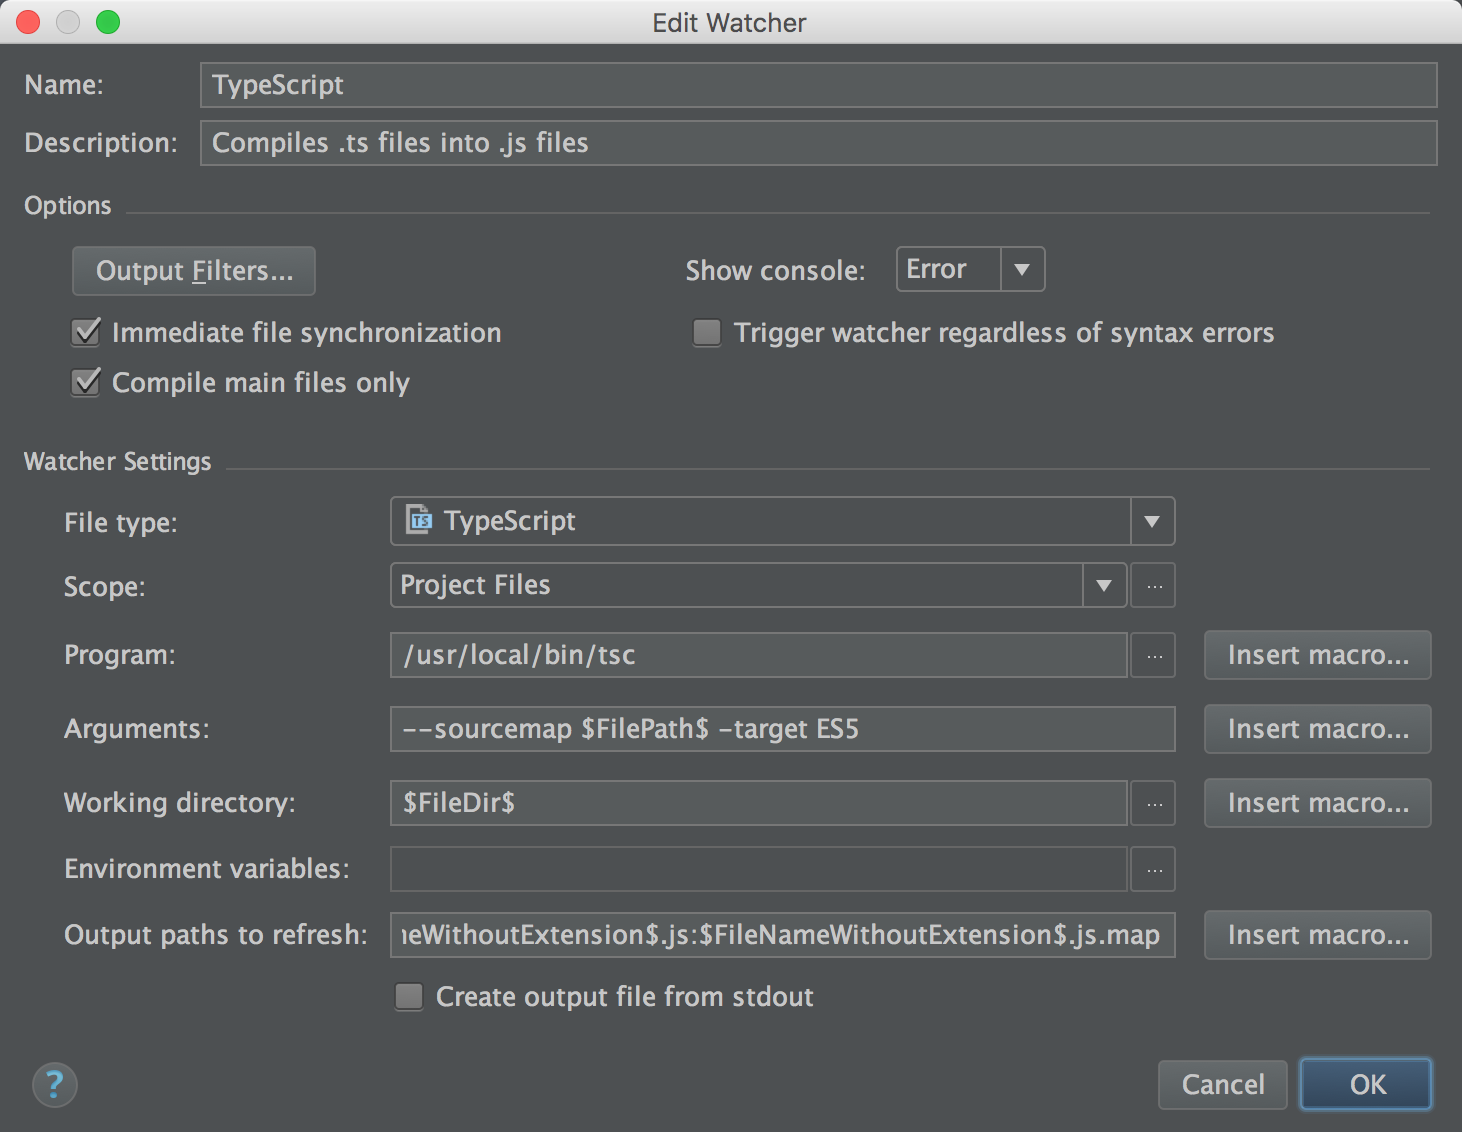 Edit Watcher
Name: TypeScript
Description: Compiles .ts files into .js files
Options
Output Filters... Show console: Error
Immediate file synchronization Trigger watcher regardless of syntax errors
Compile main files only
Watcher Settings
File type: TS TypeScript
Scope: Project Files ...
Program: /usr/local/bin/tsc ... Insert macro...
Arguments: --sourcemap $FilePath$ -target ES5 Insert macro...
Working directory: $FileDir$ ... Insert macro...
Environment variables: ...
Output paths to refresh: eWithoutExtension$.js:$FileNameWithoutExtension$.js.map Insert macro...
Create output file from stdout
? Cancel OK